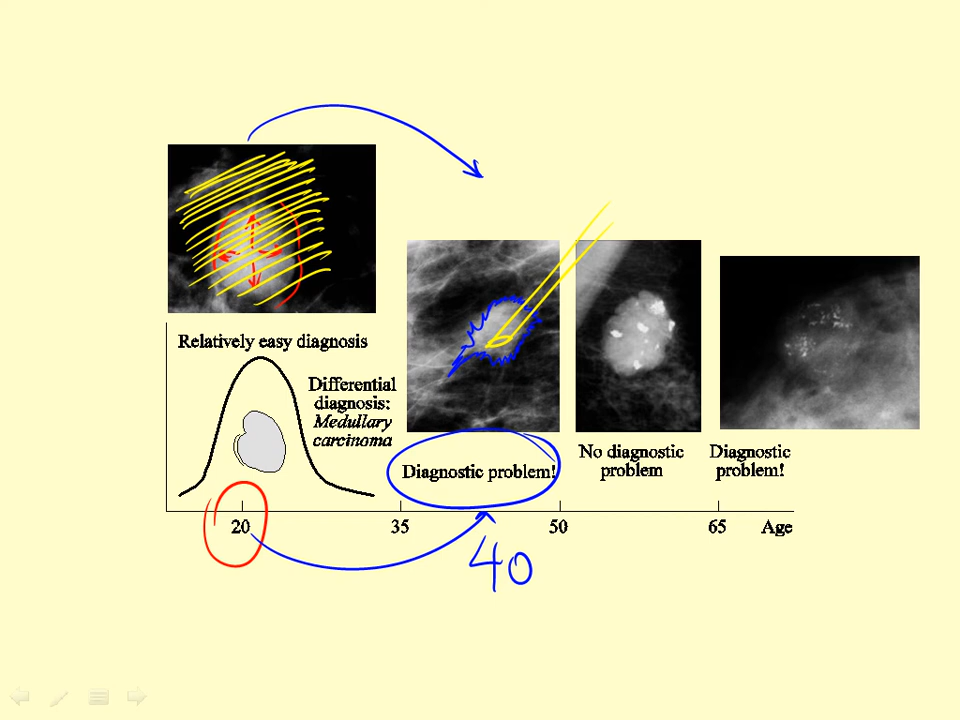 Relatively easy diagnosis
Differential
diagnosis:
Medullary
carcinoma
Diagnostic problem!
No diagnostic
problem
Diagnostic
problem!
20
35
50
65
Age
40